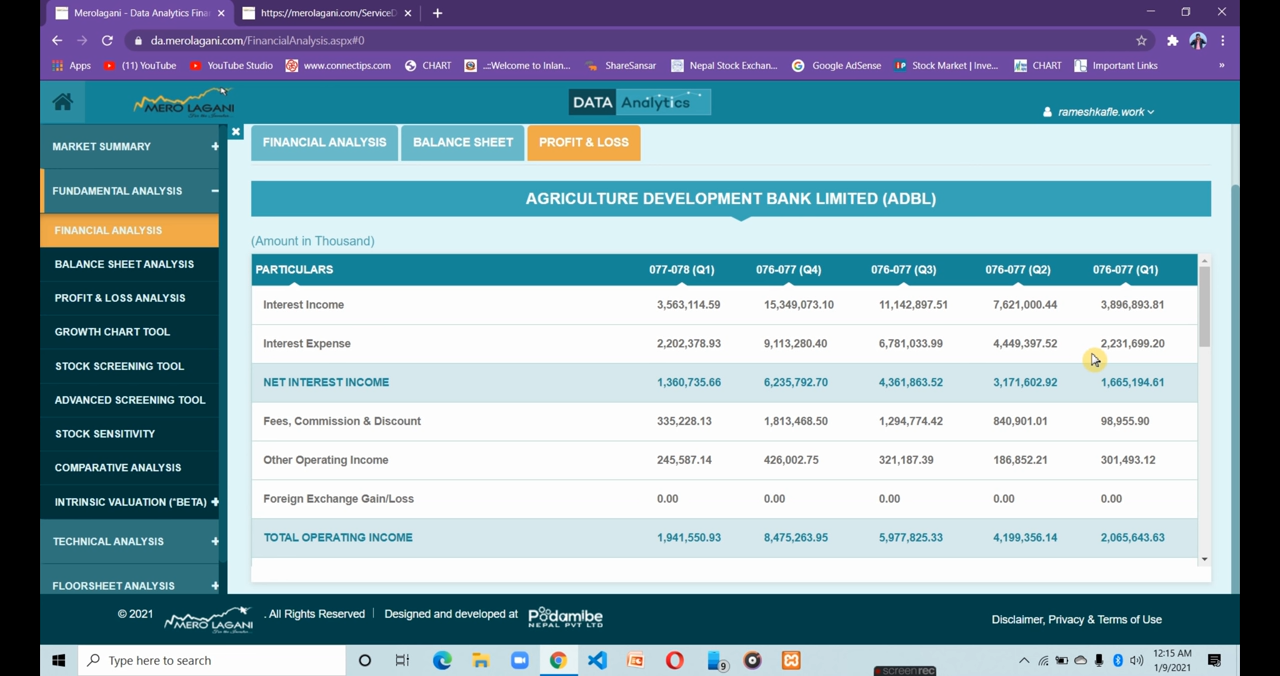 Merolagani - Data Analytics Fina
https://merolagani.com/ServiceD
da.merolagani.com/FinancialAnalysis.aspx#0
Apps (11) YouTube YouTube Studio www.connectips.com CHART ..::Welcome to Inlan... ShareSansar Nepal Stock Exchan... Google AdSense Stock Market | Inve... CHART Important Links »
MERO LAGANI
DATA Analytics
rameshkafle.work
MARKET SUMMARY +
FUNDAMENTAL ANALYSIS -
FINANCIAL ANALYSIS
BALANCE SHEET ANALYSIS
PROFIT & LOSS ANALYSIS
GROWTH CHART TOOL
STOCK SCREENING TOOL
ADVANCED SCREENING TOOL
STOCK SENSITIVITY
COMPARATIVE ANALYSIS
INTRINSIC VALUATION (*BETA) +
TECHNICAL ANALYSIS +
FLOORSHEET ANALYSIS +
FINANCIAL ANALYSIS BALANCE SHEET PROFIT & LOSS
AGRICULTURE DEVELOPMENT BANK LIMITED (ADBL)
(Amount in Thousand)
PARTICULARS 077-078 (Q1) 076-077 (Q4) 076-077 (Q3) 076-077 (Q2) 076-077 (Q1)
Interest Income 3,563,114.59 15,349,073.10 11,142,897.51 7,621,000.44 3,896,893.81
Interest Expense 2,202,378.93 9,113,280.40 6,781,033.99 4,449,397.52 2,231,699.20
NET INTEREST INCOME 1,360,735.66 6,235,792.70 4,361,863.52 3,171,602.92 1,665,194.61
Fees, Commission & Discount 335,228.13 1,813,468.50 1,294,774.42 840,901.01 98,955.90
Other Operating Income 245,587.14 426,002.75 321,187.39 186,852.21 301,493.12
Foreign Exchange Gain/Loss 0.00 0.00 0.00 0.00 0.00
TOTAL OPERATING INCOME 1,941,550.93 8,475,263.95 5,977,825.33 4,199,356.14 2,065,643.63
© 2021 MERO LAGANI . All Rights Reserved | Designed and developed at Podamibe NEPAL PVT LTD
Disclaimer, Privacy & Terms of Use
Type here to search
9
screenrec
12:15 AM
1/9/2021